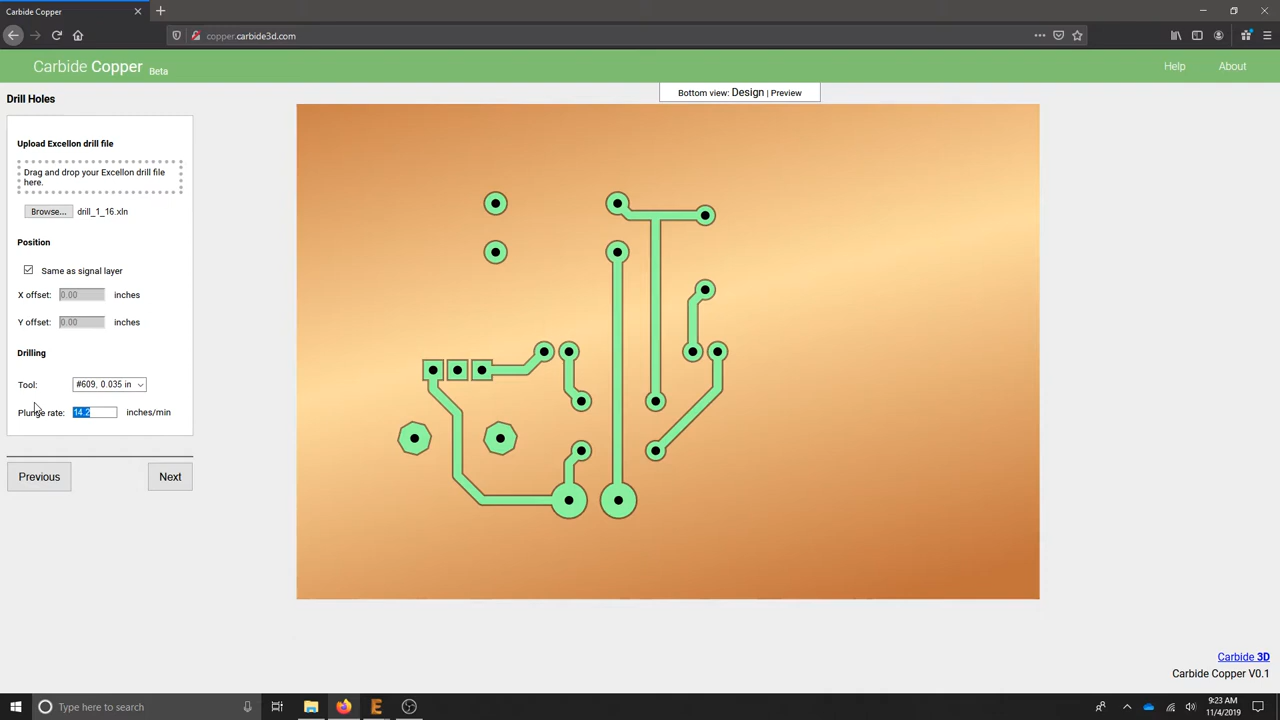 Carbide Copper
copper.carbide3d.com
Carbide Copper Beta
Help
About
Drill Holes
Bottom view: Design | Preview
Upload Excellon drill file
Drag and drop your Excellon drill file
here.
Browse... drill_1_16.xln
Position
Same as signal layer
X offset: 0.00 inches
Y offset: 0.00 inches
Drilling
Tool: #609, 0.035 in
Plunge rate: 14.2 inches/min
Previous
Next
Carbide 3D
Carbide Copper V0.1
Type here to search
9:23 AM
11/4/2019